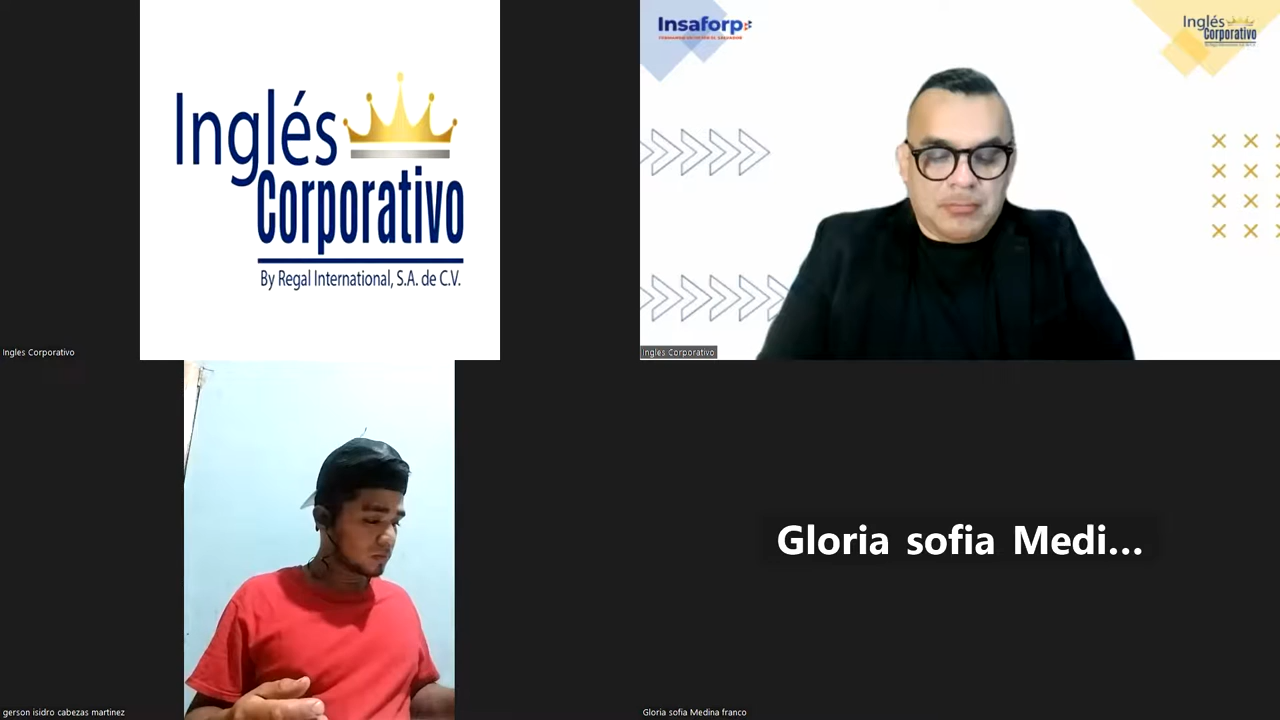 Inglés
Corporativo
By Regal International, S.A. de C.V.
Ingles Corporativo
Insaforp
Inglés
Corporativo
Ingles Corporativo
gerson isidro cabezas martinez
Gloria sofia Medi...
Gloria sofia Medina franco